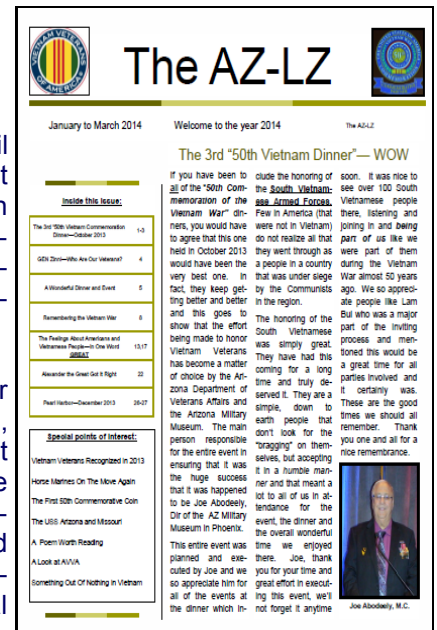 VIETNAM VETERANS
OF AMERICA
The AZ-LZ
January to March 2014
Welcome to the year 2014
The AZ-LZ
The 3rd “50th Vietnam Dinner”— WOW
Inside this issue:
The 3rd “50th Vietnam Commemoration
Dinner—October 2013
1-3
GEN Zinni—Who Are Our Veterans?
4
A Wonderful Dinner and Event
5
Remembering the Vietnam War
8
The Feelings About Americans and
Vietnamese People—In One Word
GREAT
13,17
Alexander the Great Got It Right
22
Pearl Harbor—December 2013
26-27
Special points of interest:
Vietnam Veterans Recognized in 2013
Horse Marines On The Move Again
The First 50th Commemorative Coin
The USS Arizona and Missouri
A Poem Worth Reading
A Look at AVVA
Something Out Of Nothing in Vietnam
If you have been to
all of the “50th Com-
memoration of the
Vietnam War” din-
ners, you would have
to agree that this one
held in October 2013
would have been the
very best one. In
fact, they keep get-
ting better and better
and this goes to
show that the effort
being made to honor
Vietnam Veterans
has become a matter
of choice by the Ari-
zona Department of
Veterans Affairs and
the Arizona Military
Museum. The main
person responsible
for the entire event in
ensuring that it was
the huge success
that it was happened
to be Joe Abodeely,
Dir of the AZ Military
Museum in Phoenix.
This entire event was
planned and exe-
cuted by Joe and we
so appreciate him for
all of the events at
the dinner which in-
clude the honoring of
the South Vietnam-
ese Armed Forces.
Few in America (that
were not in Vietnam)
do not realize all that
they went through as
a people in a country
that was under siege
by the Communists
in the region.
The honoring of the
South Vietnamese
was simply great.
They have had this
coming for a long
time and truly de-
served it. They are a
simple, down to
earth people that
don’t look for the
“bragging” on them-
selves, but accepting
it in a humble man-
ner and that meant a
lot to all of us in at-
tendance for the
event, the dinner and
the overall wonderful
time we enjoyed
there. Joe, thank
you for your time and
great effort in execut-
ing this event, we’ll
not forget it anytime
soon. It was nice to
see over 100 South
Vietnamese people
there, listening and
joining in and being
part of us like we
were part of them
during the Vietnam
War almost 50 years
ago. We so appreci-
ate people like Lam
Bui who was a major
part of the inviting
process and men-
tioned this would be
a great time for all
parties involved and
it certainly was.
These are the good
times we should all
remember. Thank
you one and all for a
nice remembrance.
Joe Abodeely, M.C.